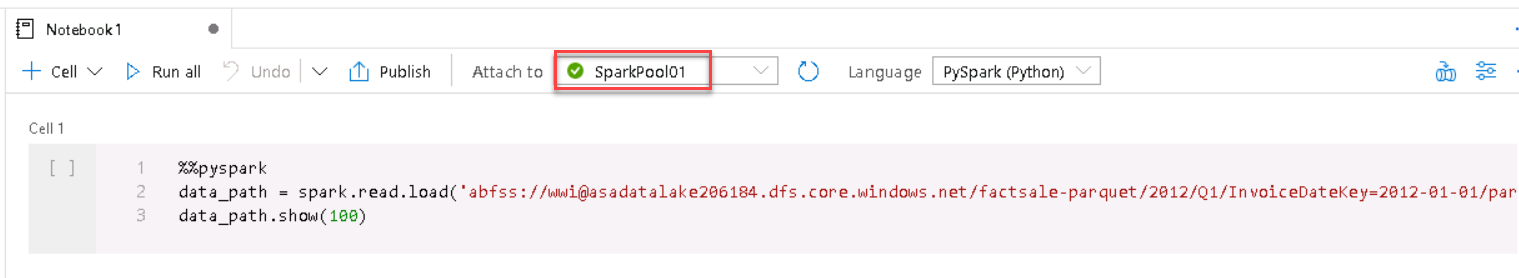 Notebook 1
Cell Run all Undo Publish Attach to SparkPool01 Language PySpark (Python)
Cell 1
[ ]
1 %%pyspark
2 data_path = spark.read.load('abfss://wwi@asadatalake206184.dfs.core.windows.net/factsale-parquet/2012/Q1/InvoiceDateKey=2012-01-01/par
3 data_path.show(100)